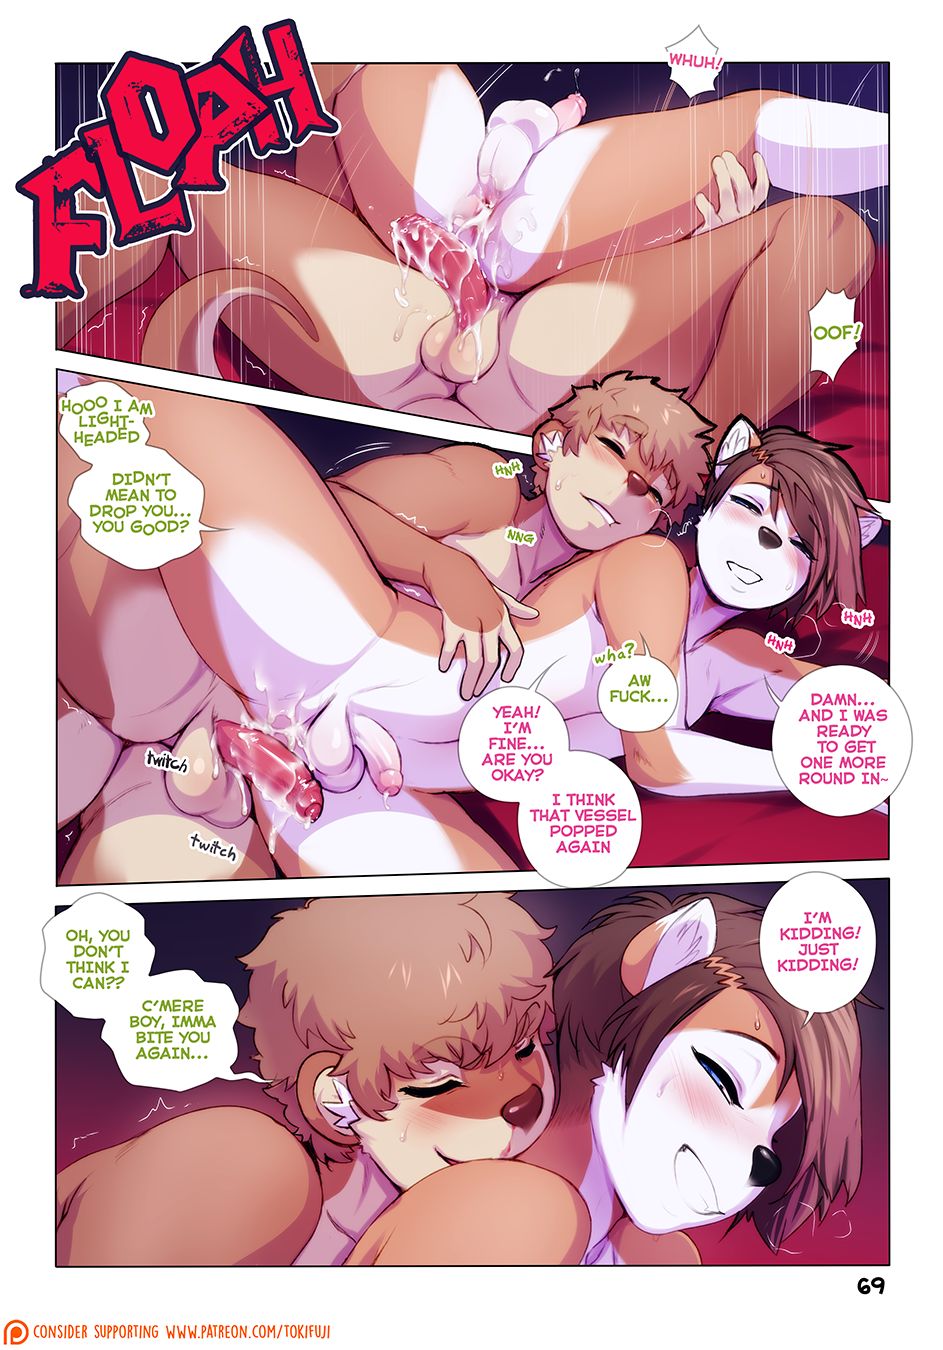 FLOPH
WHUH!
OOF!
HOOO I AM
LIGHT-
HEADED
DIDN'T
MEAN TO
DROP YOU...
YOU GOOD?
HNH
NNG
HNH
HNH
YEAH!
I'M
FINE...
ARE YOU
OKAY?
I THINK
THAT VESSEL
POPPED
AGAIN
wha?
AW
FUCK...
DAMN...
AND I WAS
READY
TO GET
ONE MORE
ROUND IN~
twitch
twitch
OH, YOU
DON'T
THINK I
CAN??
C'MERE
BOY, IMMA
BITE YOU
AGAIN...
I'M
KIDDING!
JUST
KIDDING!
69
CONSIDER SUPPORTING WWW.PATREON.COM/TOKIFUJI